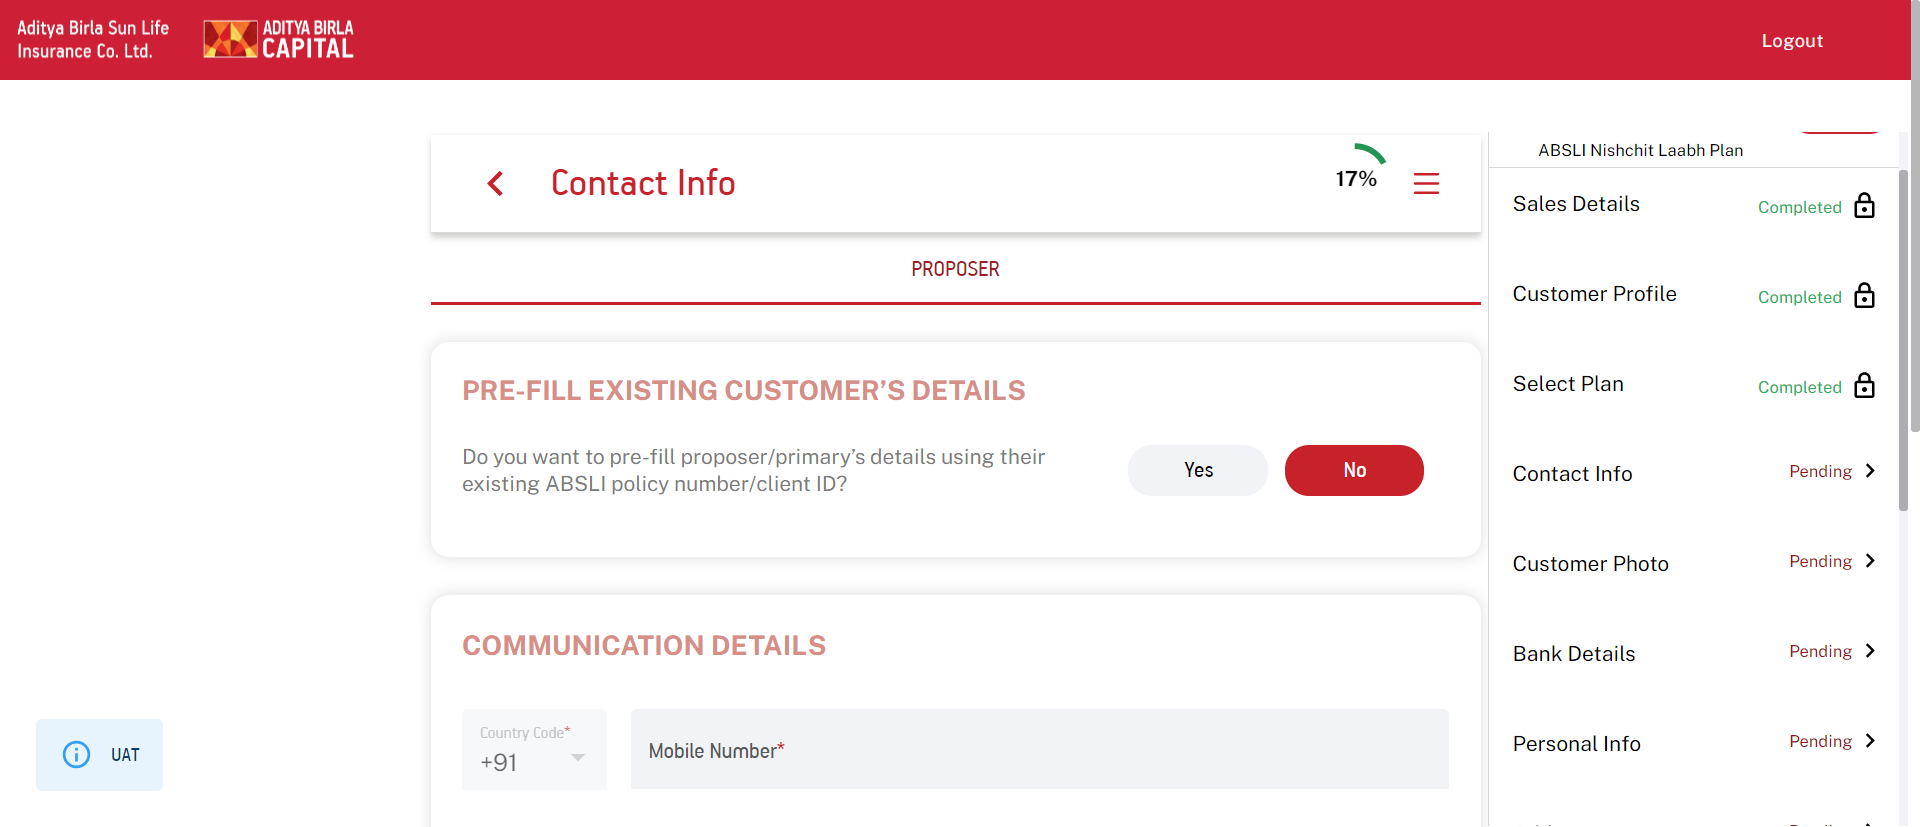 Aditya Birla Sun Life
Insurance Co. Ltd.
ADITYA BIRLA
CAPITAL
Logout
Contact Info
17%
PROPOSER
PRE-FILL EXISTING CUSTOMER’S DETAILS
Do you want to pre-fill proposer/primary’s details using their
existing ABSLI policy number/client ID?
Yes
No
COMMUNICATION DETAILS
Country Code*
+91
Mobile Number*
UAT
ABSLI Nishchit Laabh Plan
Sales Details
Completed
Customer Profile
Completed
Select Plan
Completed
Contact Info
Pending
Customer Photo
Pending
Bank Details
Pending
Personal Info
Pending